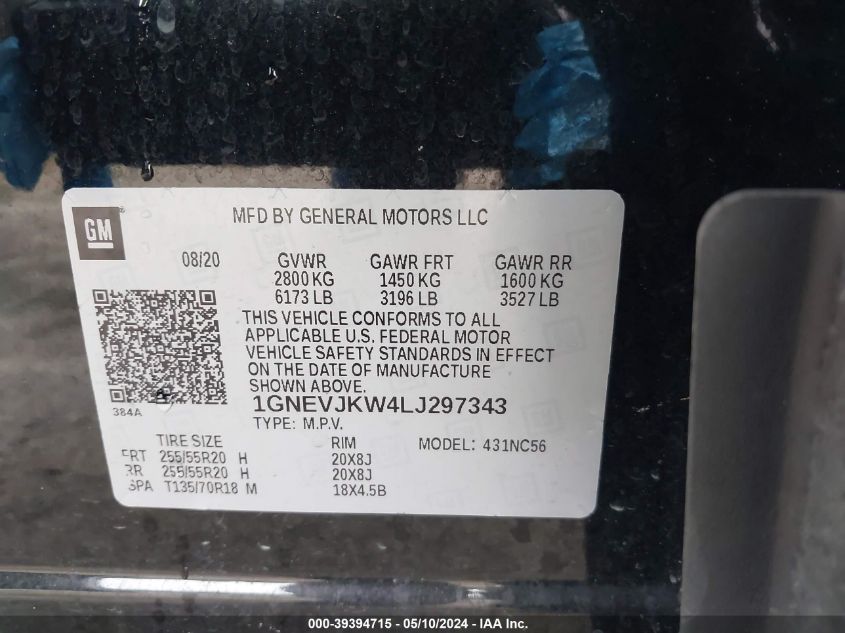 GM
MFD BY GENERAL MOTORS LLC
08/20 GVWR GAWR FRT GAWR RR
2800 KG 1450 KG 1600 KG
6173 LB 3196 LB 3527 LB
THIS VEHICLE CONFORMS TO ALL
APPLICABLE U.S. FEDERAL MOTOR
VEHICLE SAFETY STANDARDS IN EFFECT
ON THE DATE OF MANUFACTURE
SHOWN ABOVE.
384A
1GNEVJKW4LJ297343
TYPE: M.P.V.
TIRE SIZE RIM MODEL: 431NC56
FRT 255/55R20 H 20X8J
RR 255/55R20 H 20X8J
SPA T135/70R18 M 18X4.5B
000-39394715 - 05/10/2024 - IAA Inc.